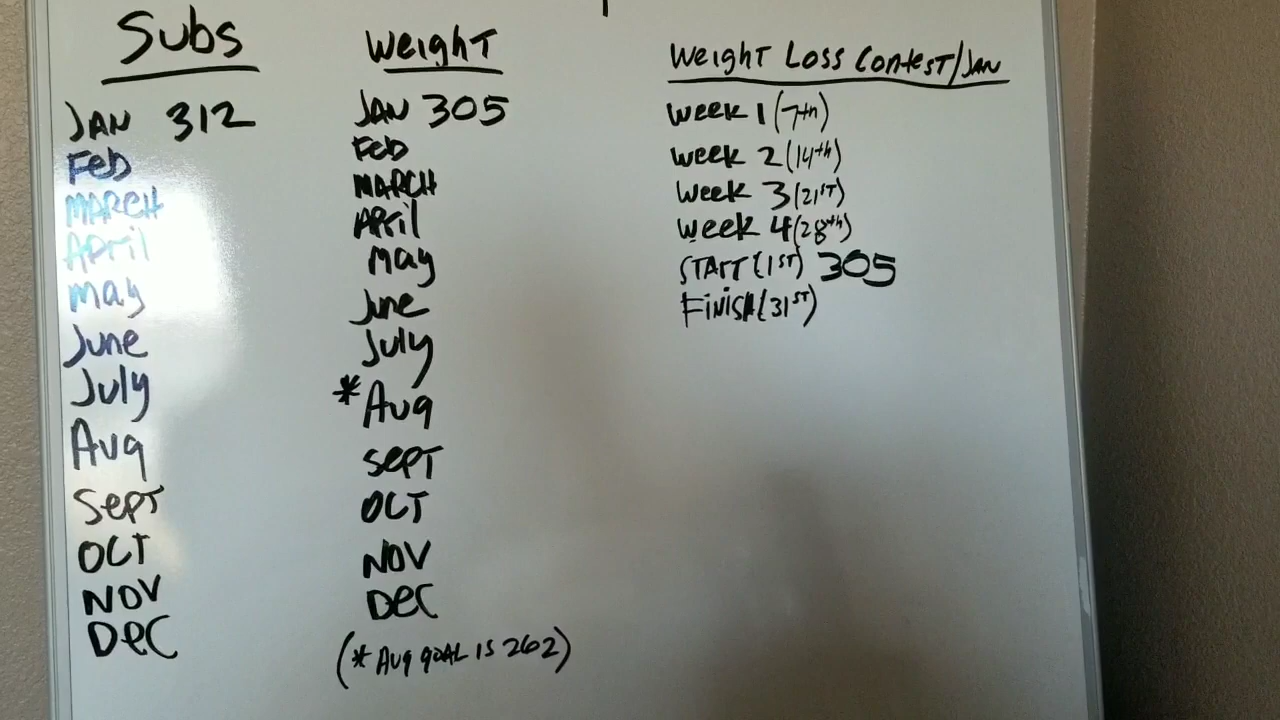 Subs
JAN 312
Feb
MARCH
APril
may
June
July
Aug
SePT
OCT
NOV
DeC
WeighT
JAN 305
Feb
MARCH
APril
may
June
July
* Aug
SePT
OCT
NOV
DeC
(* Aug goAL IS 262)
WeighT Loss ConTesT/JAN
Week 1 (7th)
Week 2 (14th)
Week 3 (21ST)
Week 4 (28th)
START (1ST) 305
FiNiSH (31ST)